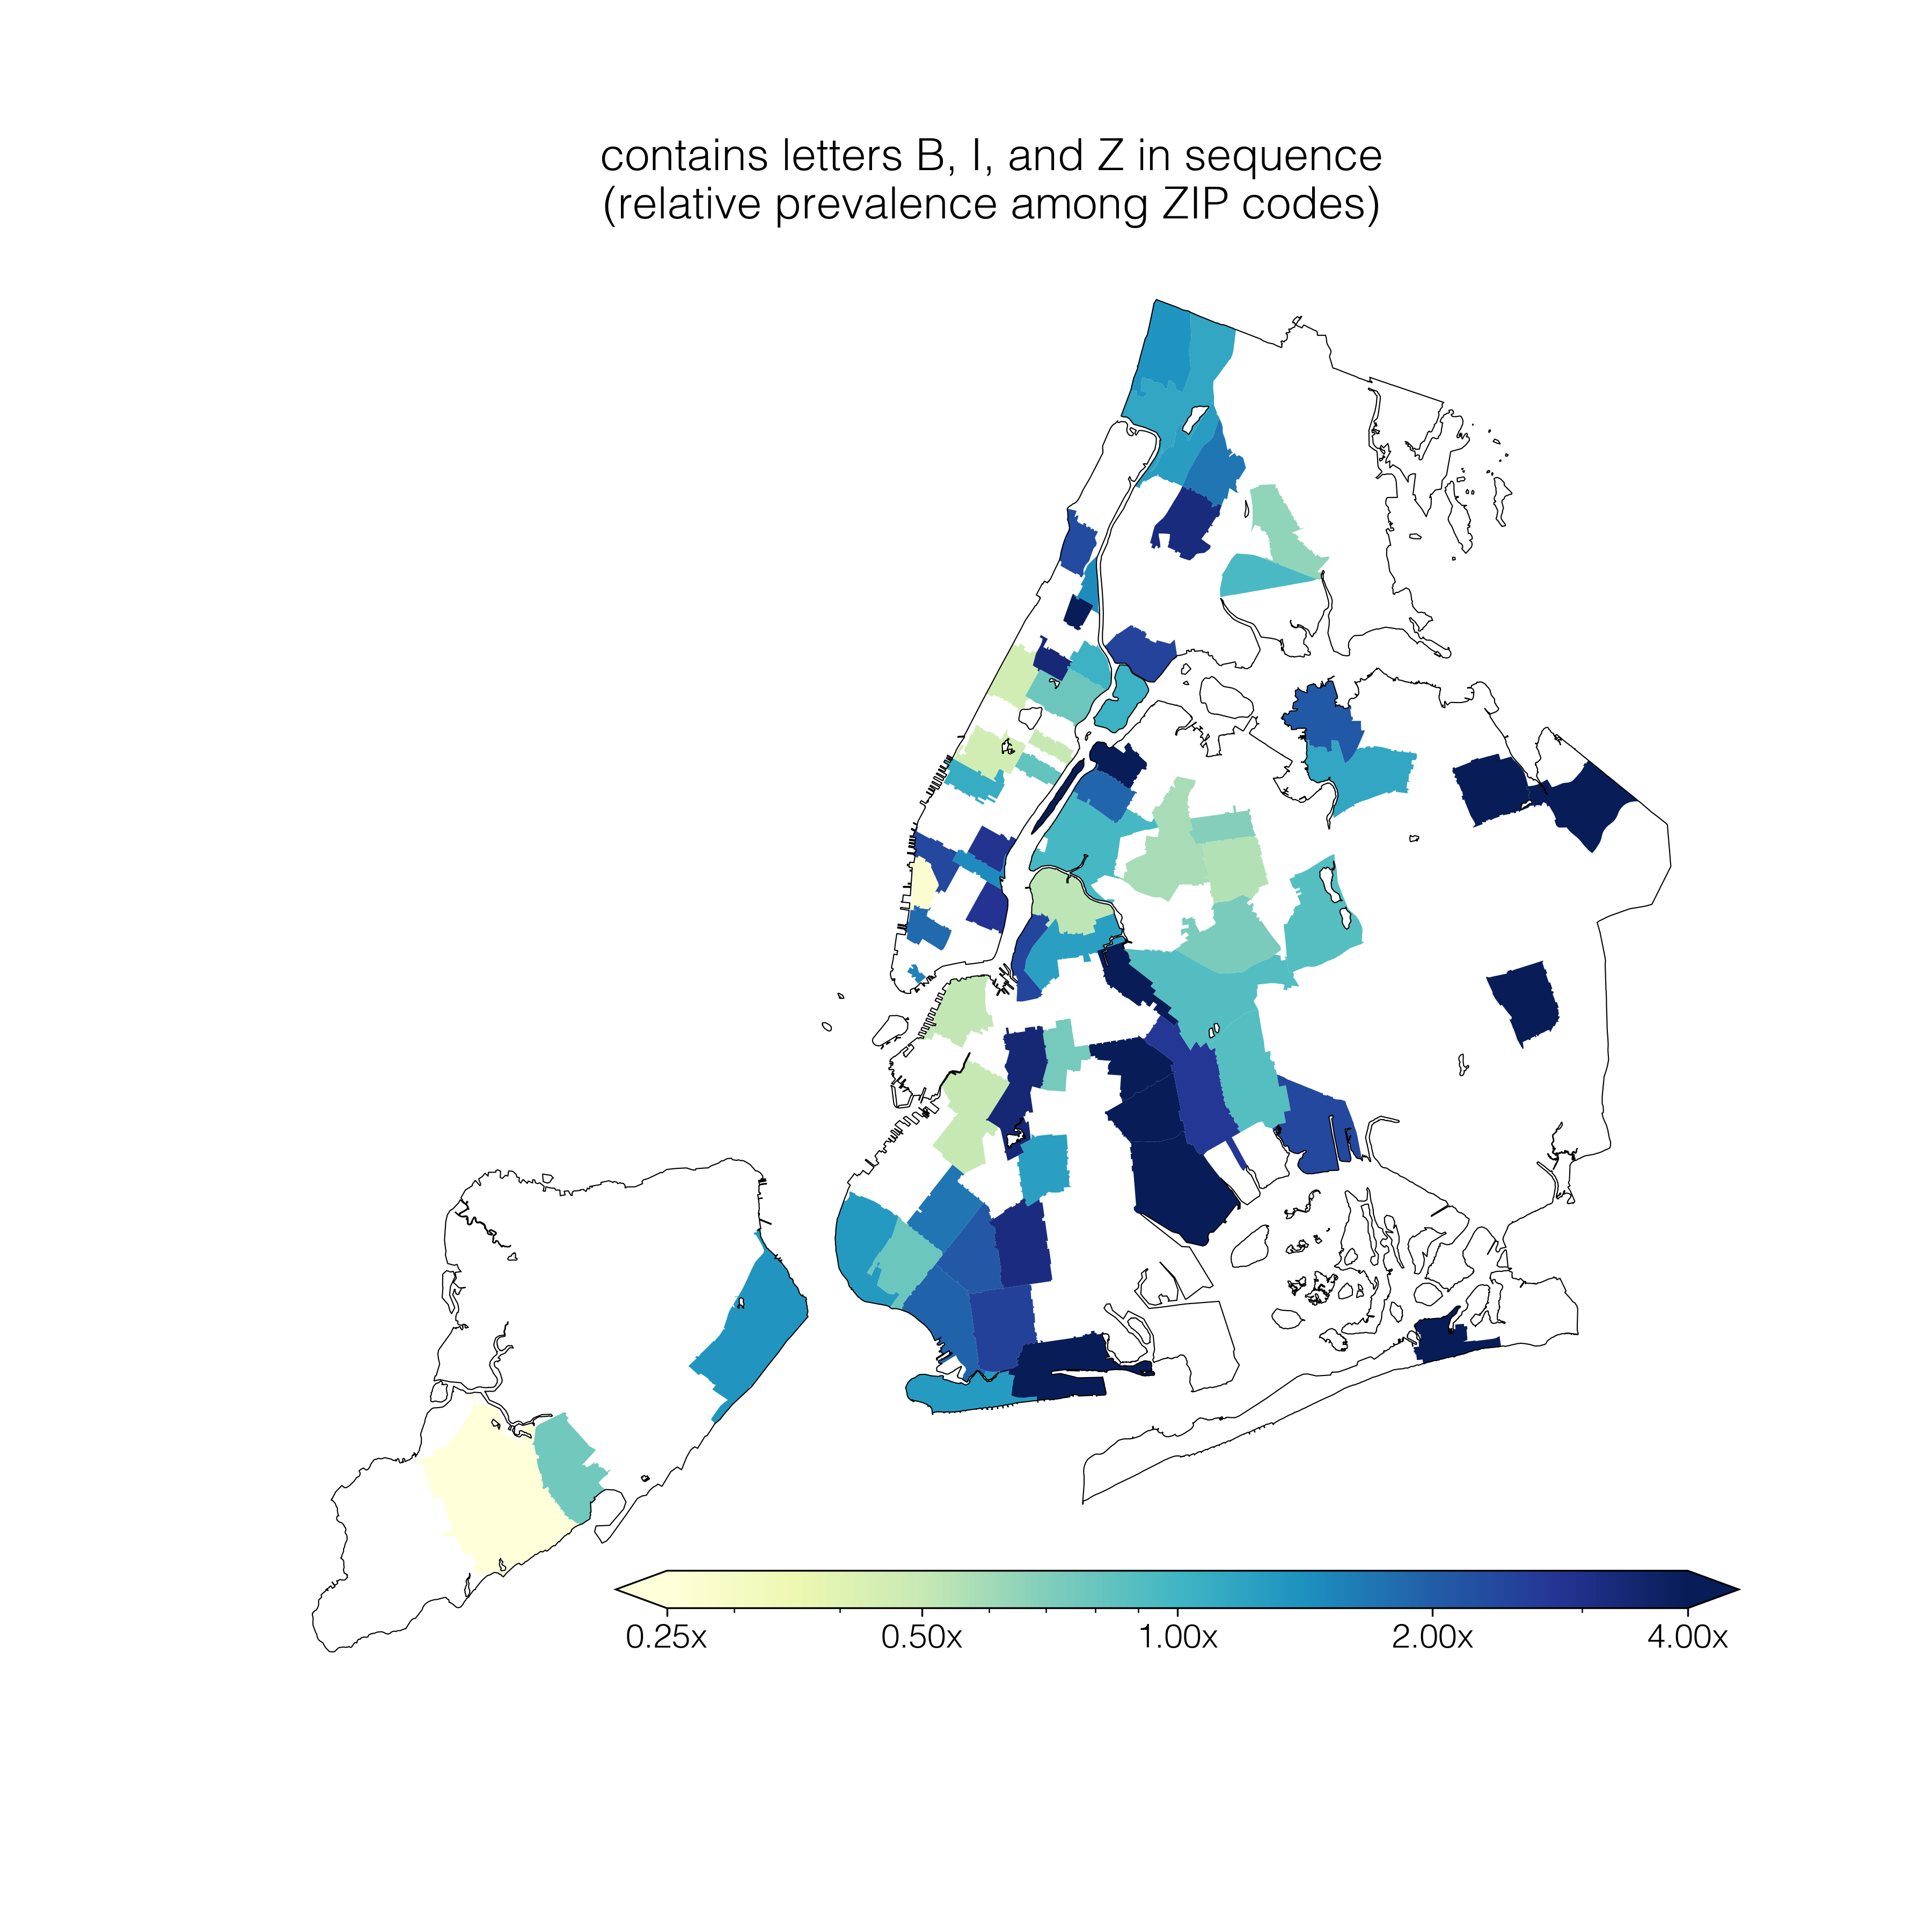 contains letters B, I, and Z in sequence
(relative prevalence among ZIP codes)
0.25x 0.50x 1.00x 2.00x 4.00x